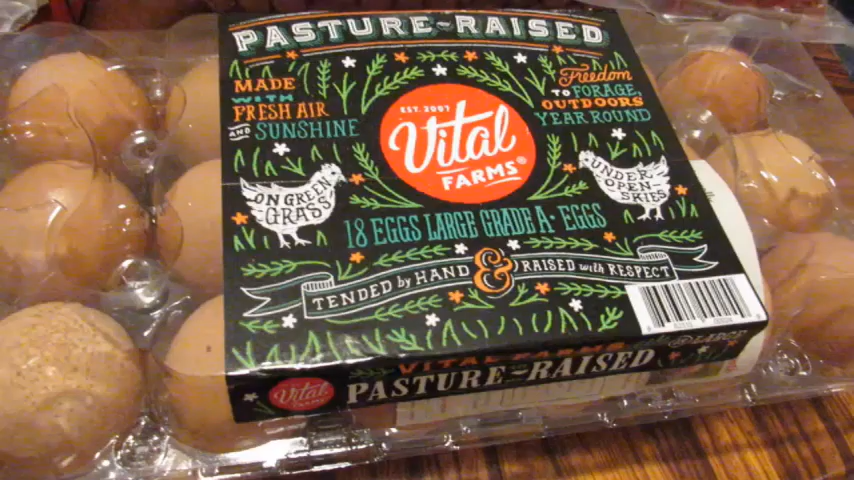 PASTURE-RAISED
MADE
WITH
FRESH AIR
AND SUNSHINE
Freedom
TO FORAGE,
OUTDOORS
YEAR ROUND
EST. 2007
Vital
FARMS®
ON GREEN
GRASS
UNDER
OPEN
SKIES
18 EGGS LARGE GRADE A· EGGS
TENDED by HAND & RAISED with RESPECT
VITAL FARMS
Vital
FARMS
PASTURE-RAISED